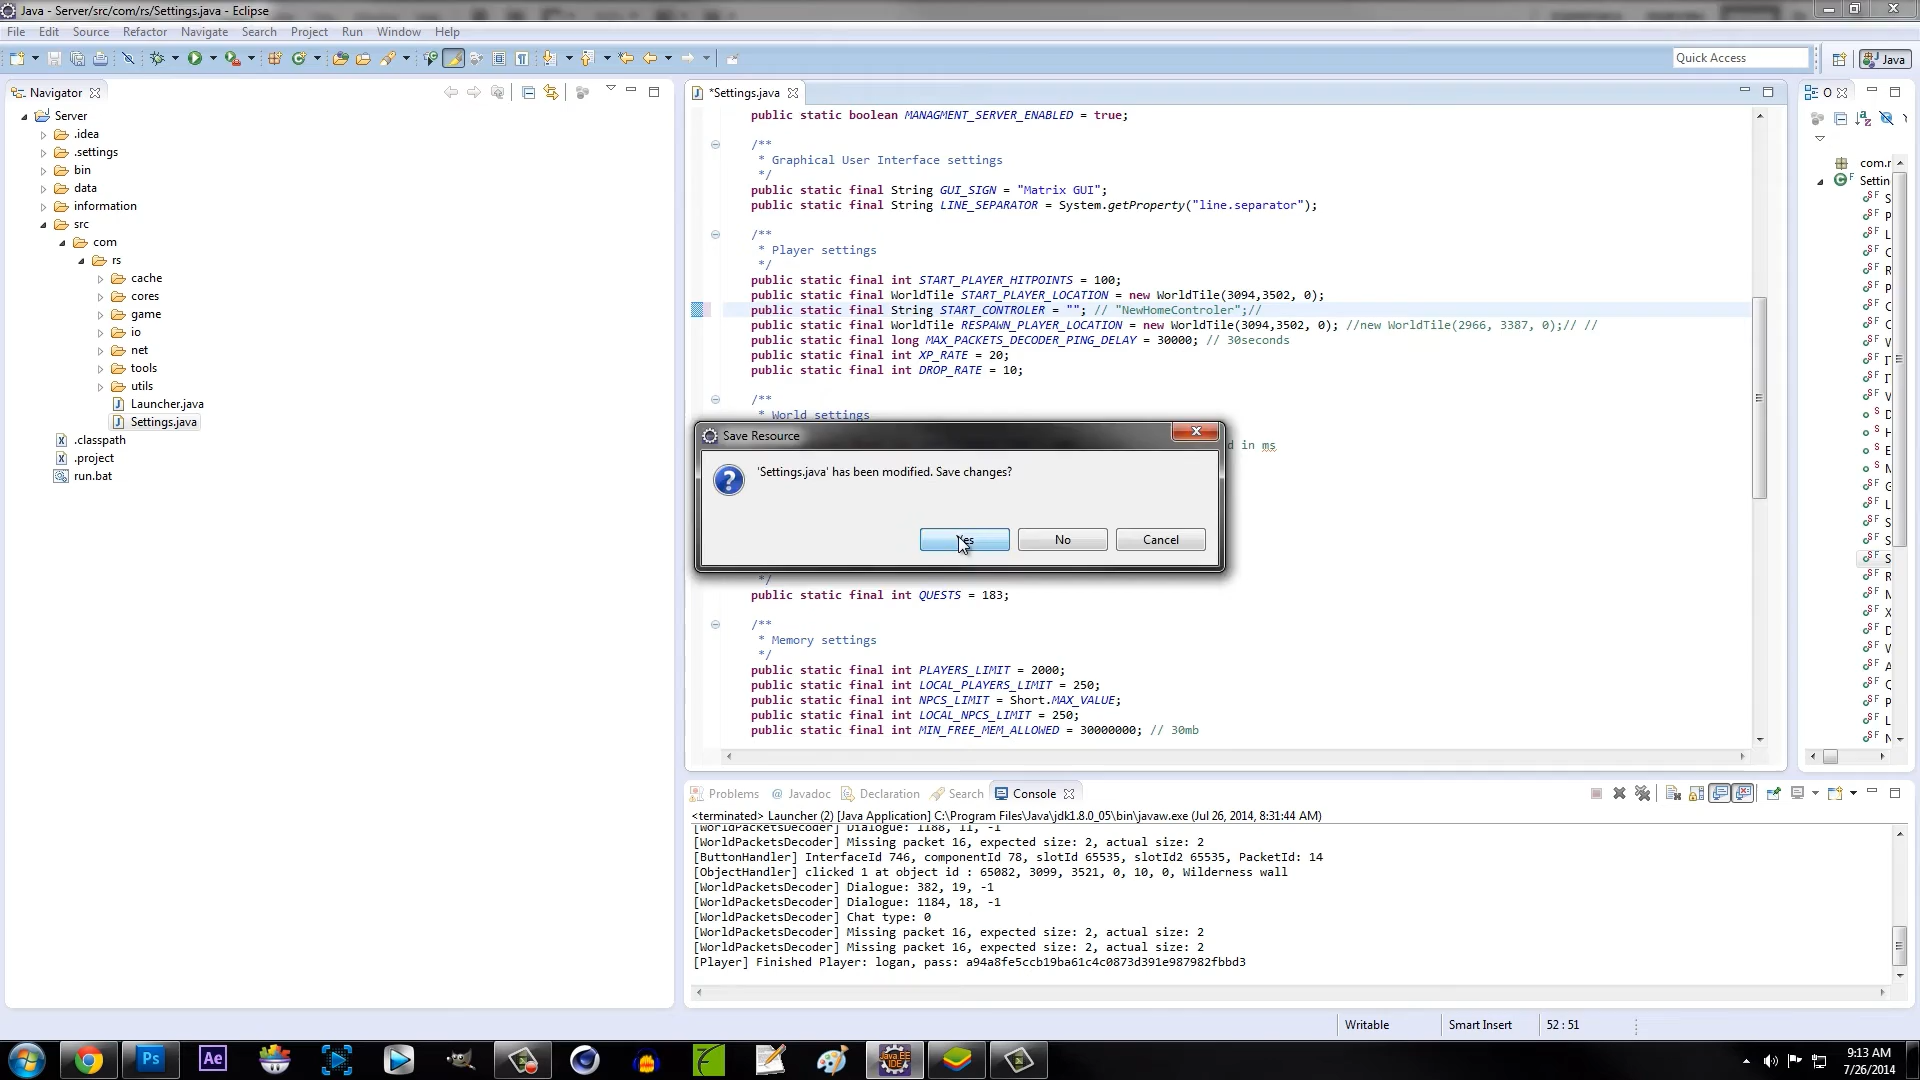 Java - Server/src/com/rs/Settings.java - Eclipse
File Edit Source Refactor Navigate Search Project Run Window Help
Quick Access
Java
Navigator
Server
.idea
.settings
bin
data
information
src
com
rs
cache
cores
game
io
net
tools
utils
Launcher.java
Settings.java
.classpath
.project
run.bat
*Settings.java
public static boolean MANAGMENT_SERVER_ENABLED = true;
/**
* Graphical User Interface settings
*/
public static final String GUI_SIGN = "Matrix GUI";
public static final String LINE_SEPARATOR = System.getProperty("line.separator");
/**
* Player settings
*/
public static final int START_PLAYER_HITPOINTS = 100;
public static final WorldTile START_PLAYER_LOCATION = new WorldTile(3094,3502, 0);
public static final String START_CONTROLER = ""; // "NewHomeControler";//
public static final WorldTile RESPAWN_PLAYER_LOCATION = new WorldTile(3094,3502, 0); //new WorldTile(2966, 3387, 0);// //
public static final long MAX_PACKETS_DECODER_PING_DELAY = 30000; // 30seconds
public static final int XP_RATE = 20;
public static final int DROP_RATE = 10;
/**
* World settings
d in ms
Save Resource
'Settings.java' has been modified. Save changes?
Yes No Cancel
*/
public static final int QUESTS = 183;
/**
* Memory settings
*/
public static final int PLAYERS_LIMIT = 2000;
public static final int LOCAL_PLAYERS_LIMIT = 250;
public static final int NPCS_LIMIT = Short.MAX_VALUE;
public static final int LOCAL_NPCS_LIMIT = 250;
public static final int MIN_FREE_MEM_ALLOWED = 30000000; // 30mb
O
com.r
Settin
Problems @ Javadoc Declaration Search Console
<terminated> Launcher (2) [Java Application] C:\Program Files\Java\jdk1.8.0_05\bin\javaw.exe (Jul 26, 2014, 8:31:44 AM)
[WorldPacketsDecoder] Dialogue: 1188, 11, -1
[WorldPacketsDecoder] Missing packet 16, expected size: 2, actual size: 2
[ButtonHandler] InterfaceId 746, componentId 78, slotId 65535, slotId2 65535, PacketId: 14
[ObjectHandler] clicked 1 at object id : 65082, 3099, 3521, 0, 10, 0, Wilderness wall
[WorldPacketsDecoder] Dialogue: 382, 19, -1
[WorldPacketsDecoder] Dialogue: 1184, 18, -1
[WorldPacketsDecoder] Chat type: 0
[WorldPacketsDecoder] Missing packet 16, expected size: 2, actual size: 2
[WorldPacketsDecoder] Missing packet 16, expected size: 2, actual size: 2
[Player] Finished Player: logan, pass: a94a8fe5ccb19ba61c4c0873d391e987982fbbd3
Writable Smart Insert 52 : 51
Ps Ae Java EE IDE
9:13 AM
7/26/2014